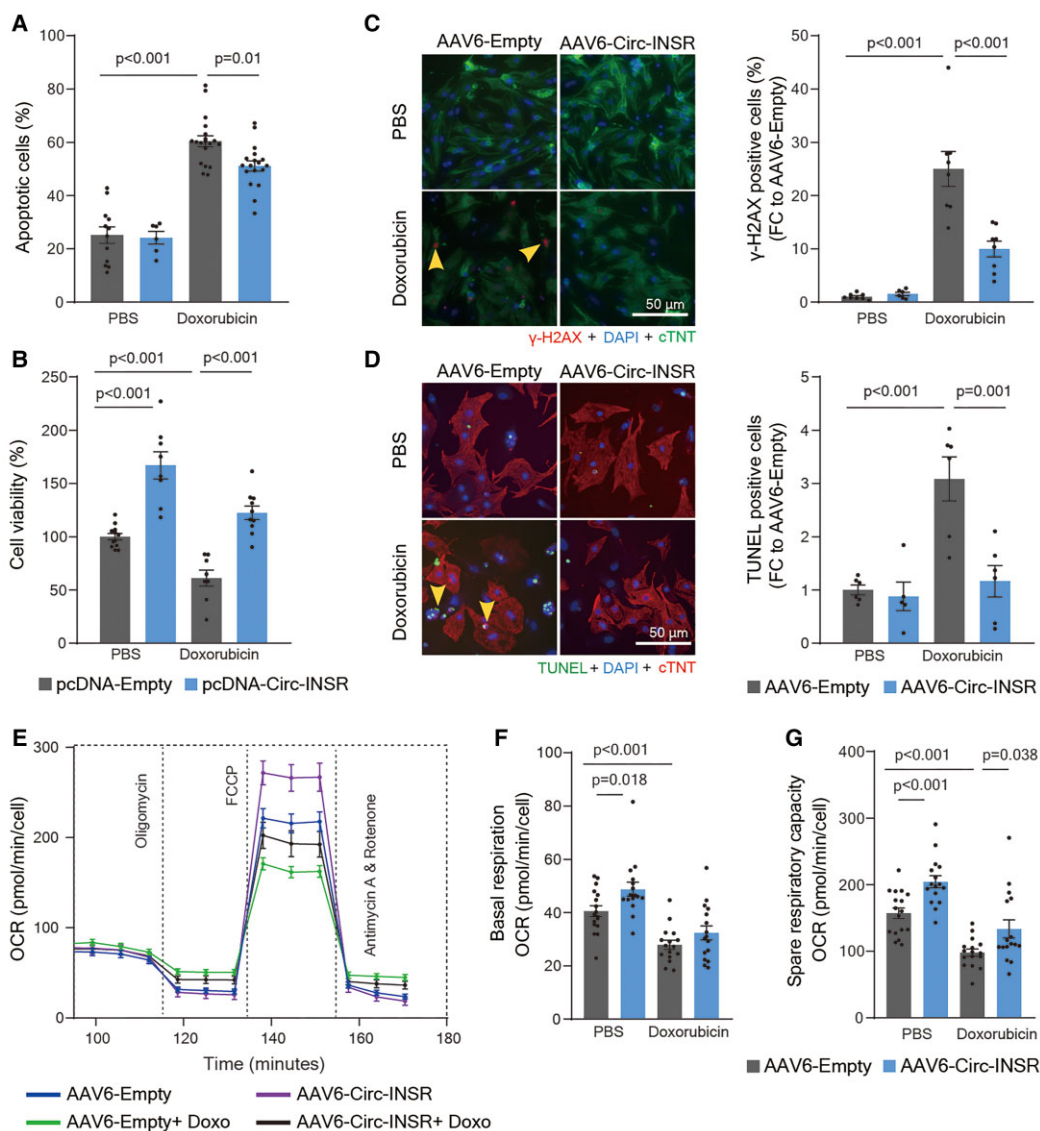 A
Apoptotic cells (%)
100
80
60
40
20
0
p<0.001
p=0.01
PBS
Doxorubicin
B
Cell viability (%)
250
200
150
100
50
0
p<0.001
p<0.001
p<0.001
PBS
Doxorubicin
pcDNA-Empty
pcDNA-Circ-INSR
C
AAV6-Empty
AAV6-Circ-INSR
PBS
Doxorubicin
50 µm
γ-H2AX + DAPI + cTNT
γ-H2AX positive cells (%)
(FC to AAV6-Empty)
50
40
30
20
10
0
p<0.001
p<0.001
PBS
Doxorubicin
D
AAV6-Empty
AAV6-Circ-INSR
PBS
Doxorubicin
50 µm
TUNEL + DAPI + cTNT
TUNEL positive cells
(FC to AAV6-Empty)
5
4
3
2
1
0
p<0.001
p=0.001
PBS
Doxorubicin
AAV6-Empty
AAV6-Circ-INSR
E
OCR (pmol/min/cell)
300
200
100
0
Oligomycin
FCCP
Antimycin A & Rotenone
100
120
140
160
180
Time (minutes)
AAV6-Empty
AAV6-Circ-INSR
AAV6-Empty+ Doxo
AAV6-Circ-INSR+ Doxo
F
Basal respiration
OCR (pmol/min/cell)
100
80
60
40
20
0
p<0.001
p=0.018
PBS
Doxorubicin
G
Spare respiratory capacity
OCR (pmol/min/cell)
400
300
200
100
0
p<0.001
p=0.038
p<0.001
PBS
Doxorubicin
AAV6-Empty
AAV6-Circ-INSR